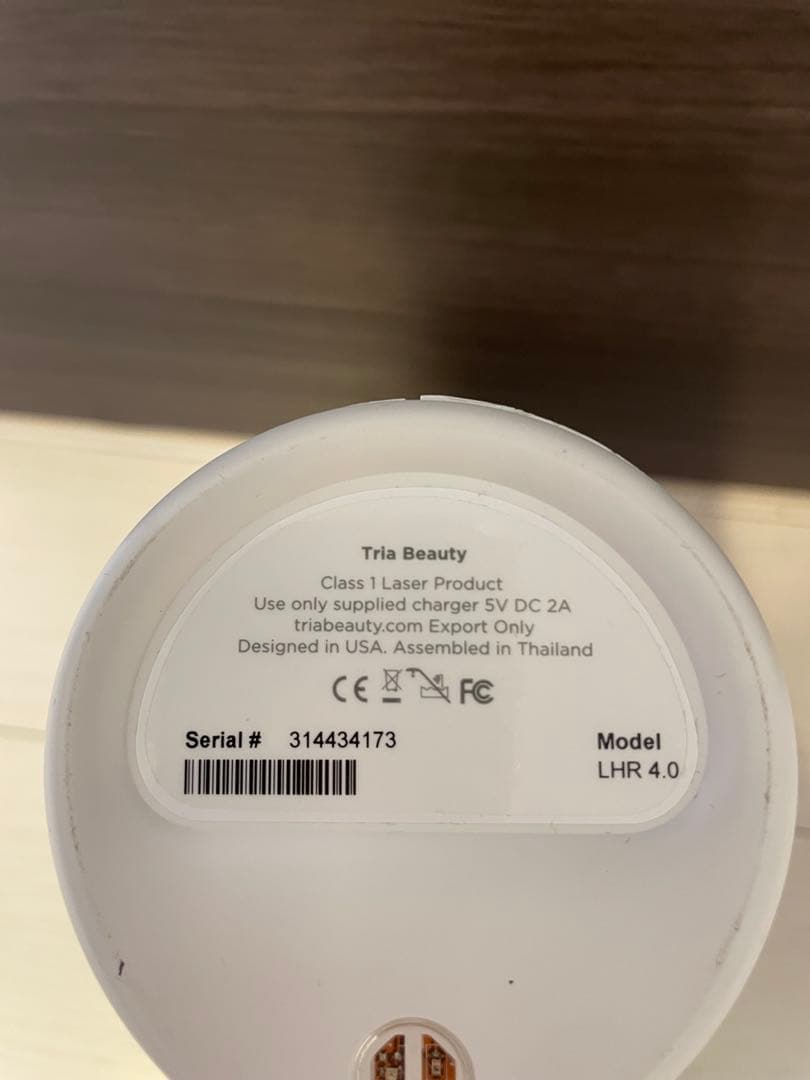 Tria Beauty
Class 1 Laser Product
Use only supplied charger 5V DC 2A
triabeauty.com Export Only
Designed in USA. Assembled in Thailand
CE FC
Serial # 314434173
Model
LHR 4.0